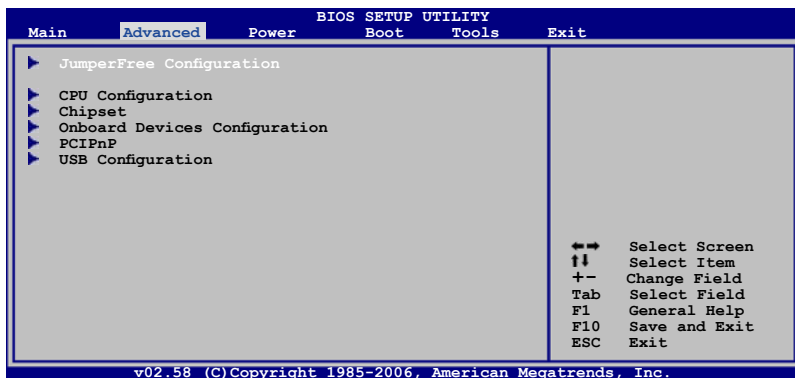 BIOS SETUP UTILITY
Main Advanced Power Boot Tools Exit
JumperFree Configuration
CPU Configuration
Chipset
Onboard Devices Configuration
PCIPnP
USB Configuration
←→ Select Screen
↑↓ Select Item
+- Change Field
Tab Select Field
F1 General Help
F10 Save and Exit
ESC Exit
v02.58 (C)Copyright 1985-2006, American Megatrends, Inc.